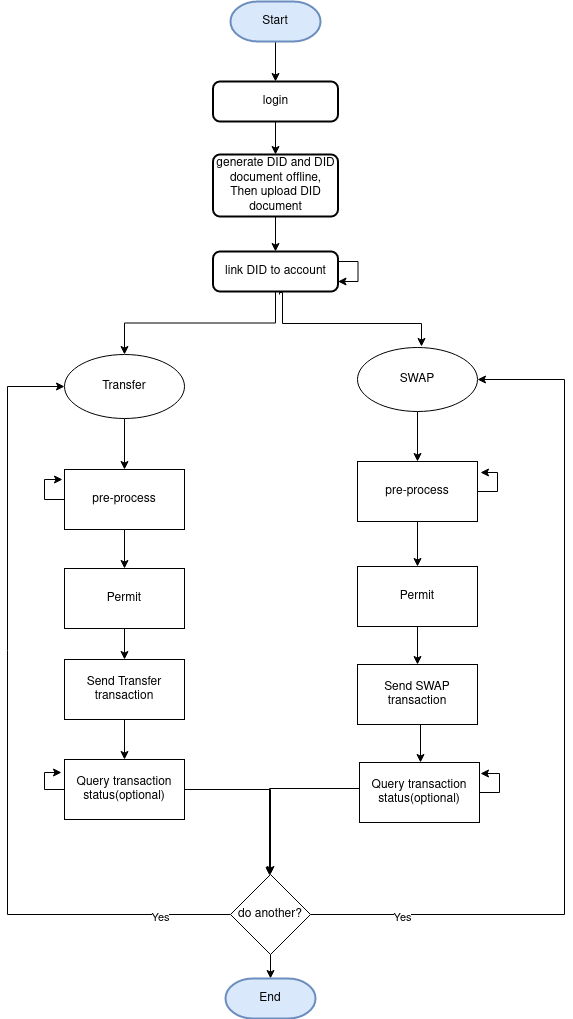 Start
login
generate DID and DID
document offline,
Then upload DID
document
link DID to account
Transfer
SWAP
pre-process
pre-process
Permit
Permit
Send Transfer
transaction
Send SWAP
transaction
Query transaction
status(optional)
Query transaction
status(optional)
do another?
Yes
Yes
End